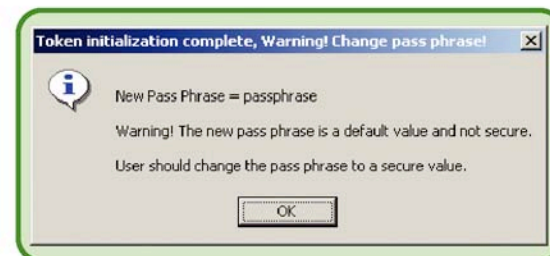 Token initialization complete, Warning! Change pass phrase!
New Pass Phrase = passphrase
Warning! The new pass phrase is a default value and not secure.
User should change the pass phrase to a secure value.
OK